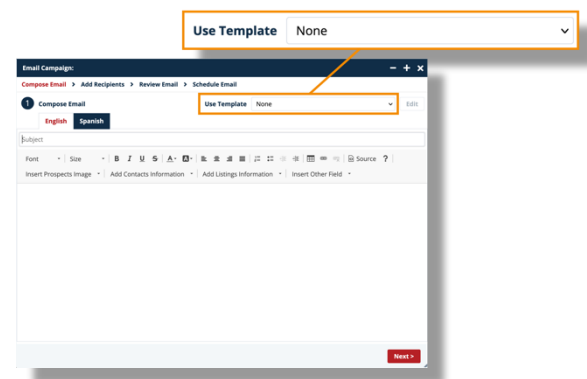 Use Template None
Email Campaign:
Compose Email > Add Recipients > Review Email > Schedule Email
1 Compose Email Use Template None Edit
English Spanish
Subject
Font Size B I U S A A Source ?
Insert Prospects Image Add Contacts Information Add Listings Information Insert Other Field
Next >